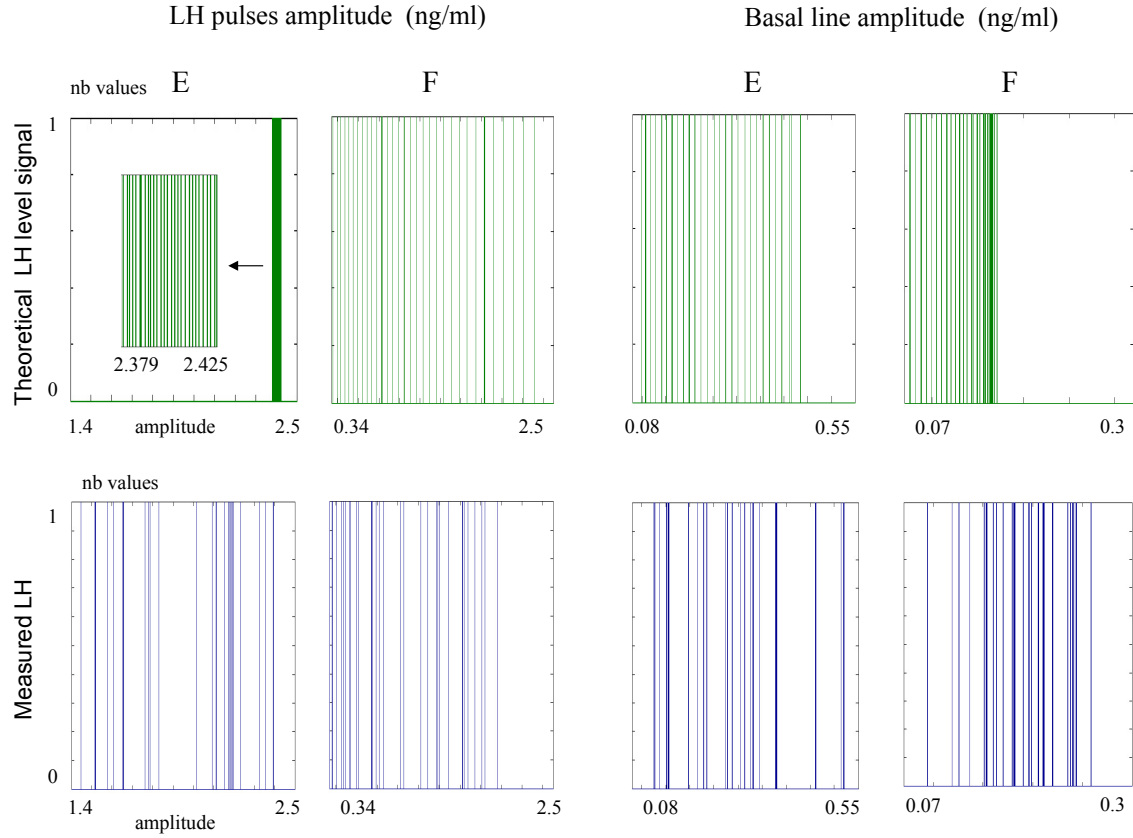 LH pulses amplitude (ng/ml)
Basal line amplitude (ng/ml)
nb values
E
F
E
F
Theoretical LH level signal
1
0
2.379
2.425
1.4
amplitude
2.5
0.34
2.5
0.08
0.55
0.07
0.3
nb values
Measured LH
1
0
1.4
amplitude
2.5
0.34
2.5
0.08
0.55
0.07
0.3